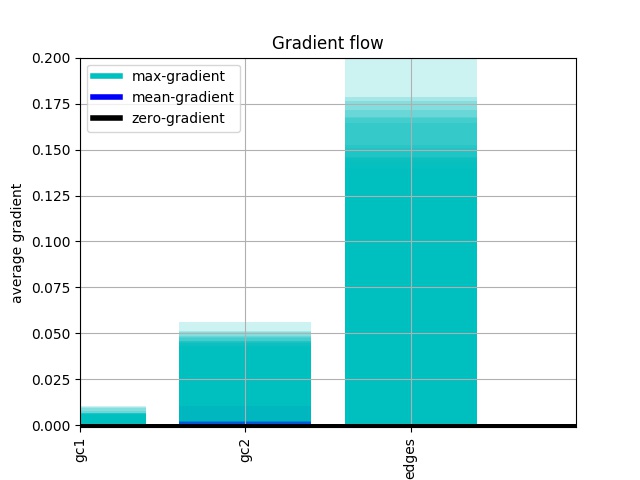 Gradient flow
max-gradient
mean-gradient
zero-gradient
average gradient
0.200
0.175
0.150
0.125
0.100
0.075
0.050
0.025
0.000
gc1
gc2
edges